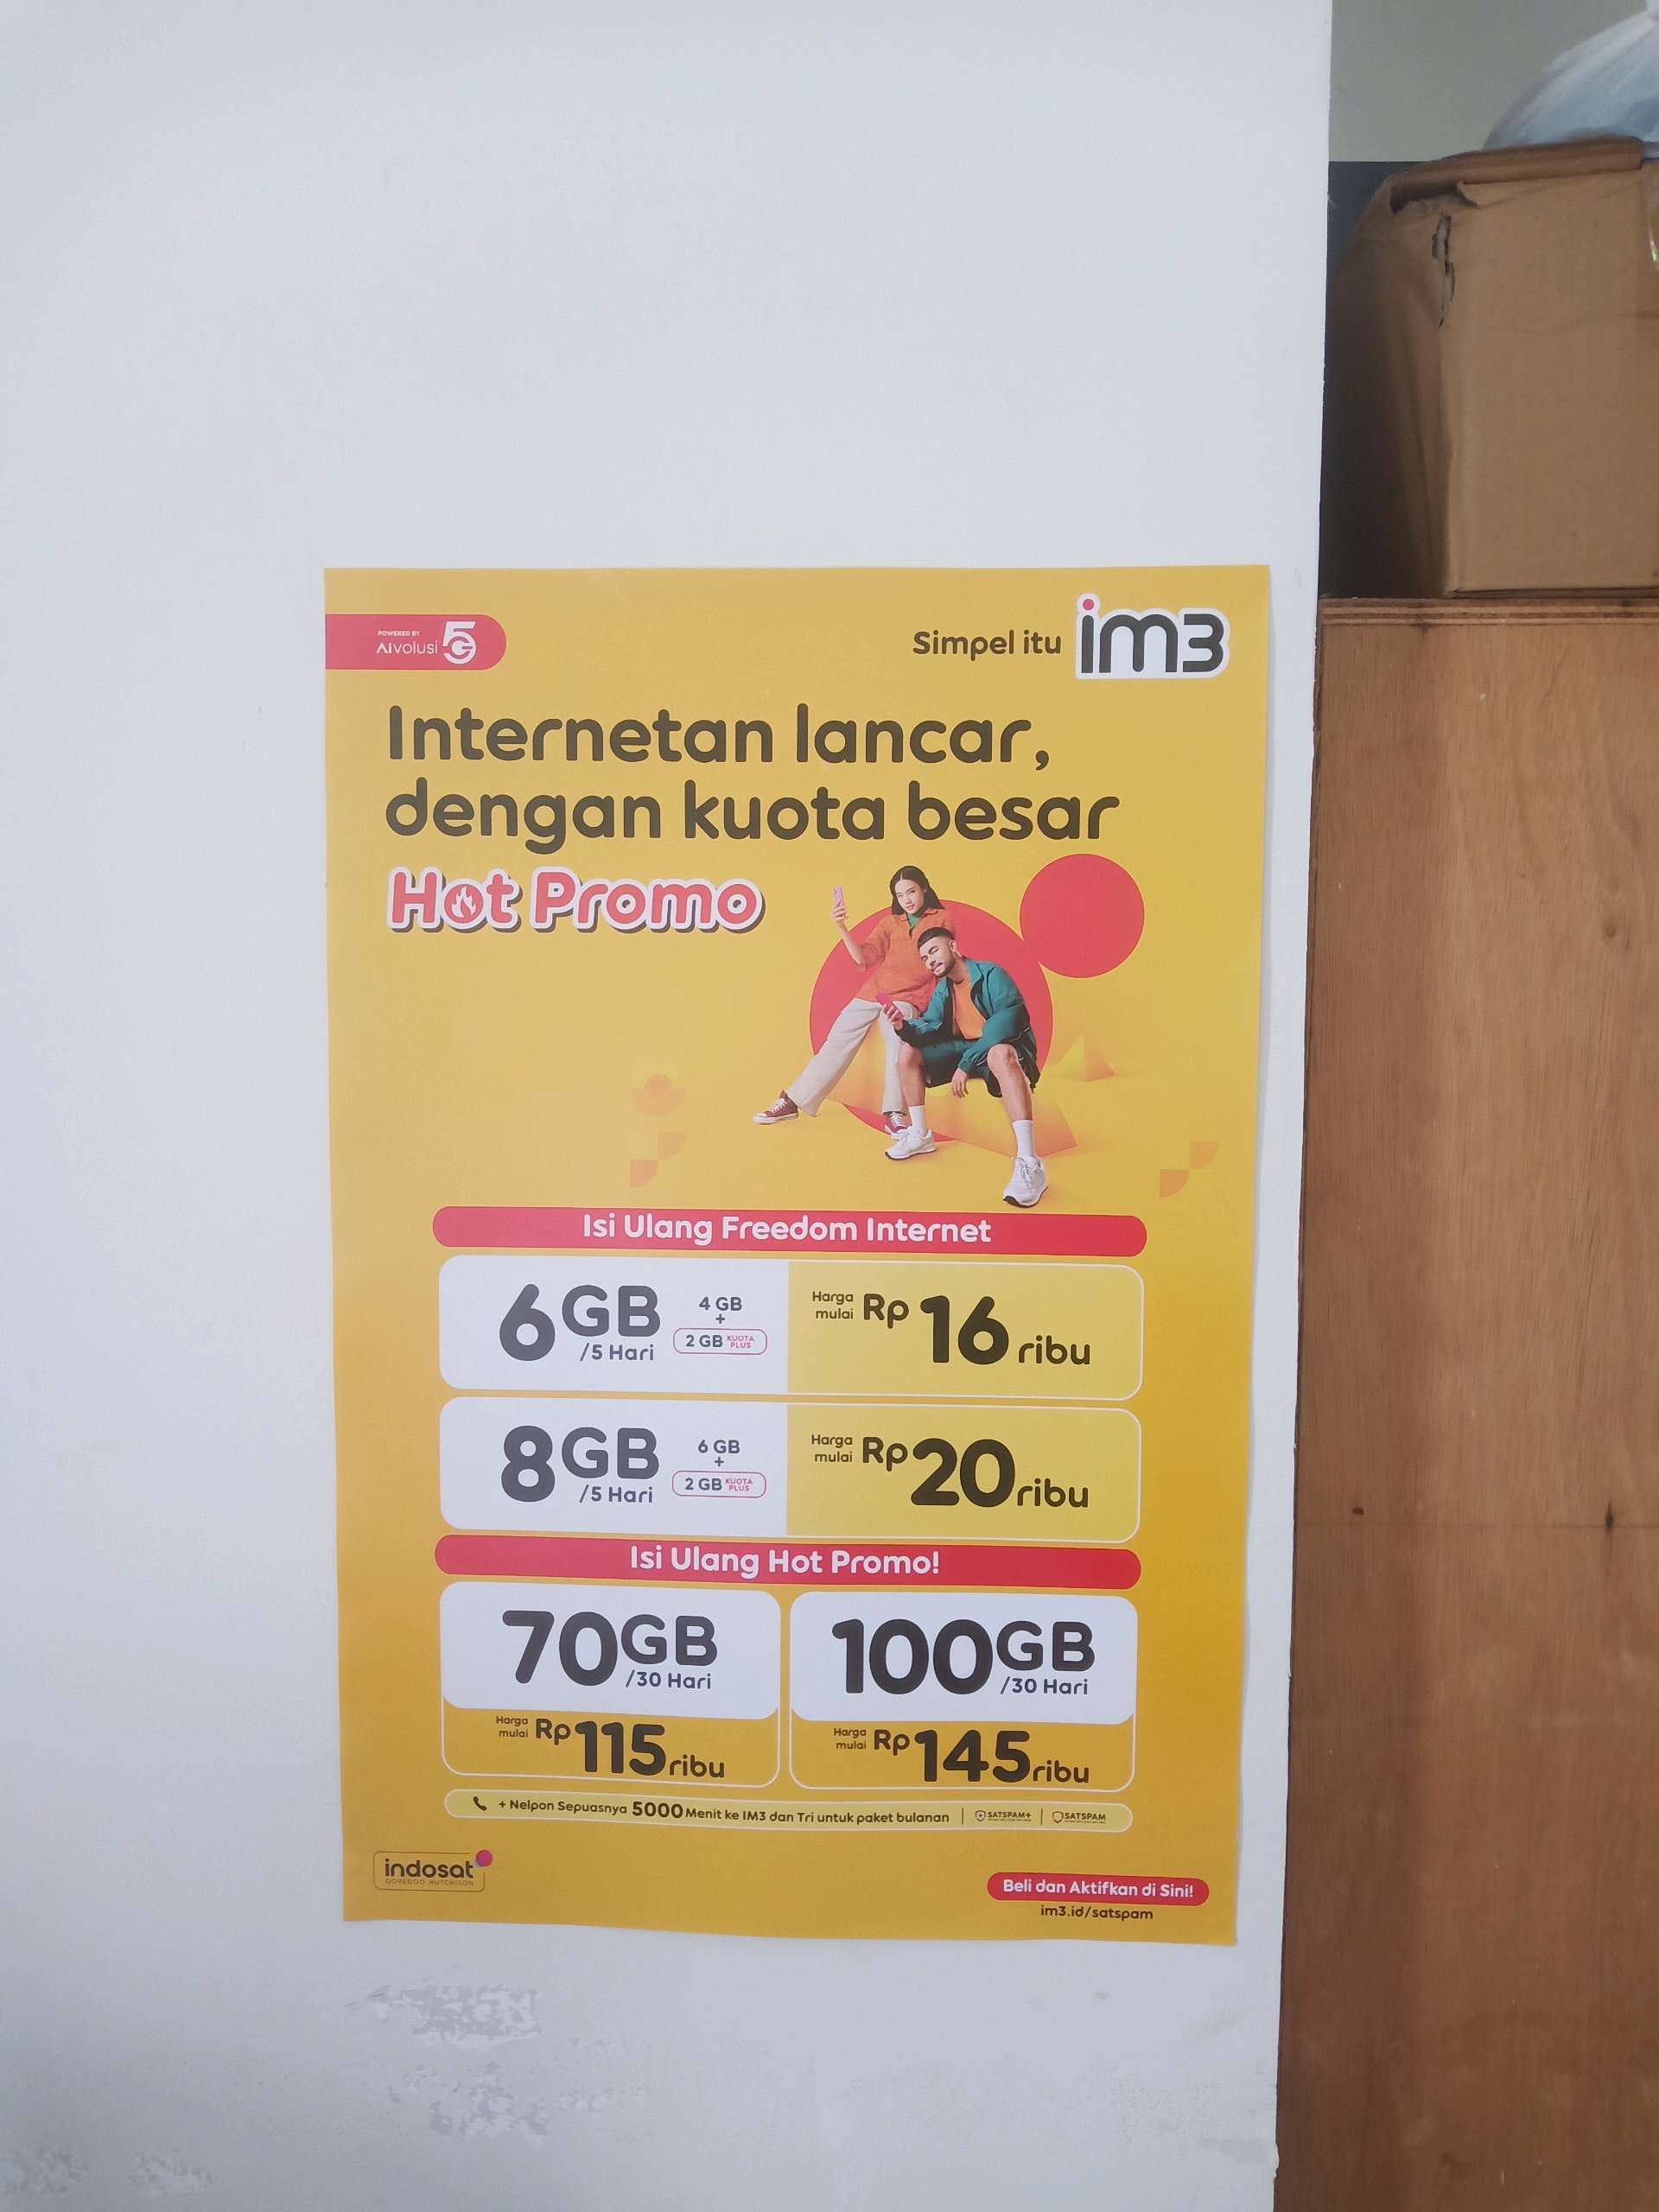 POWERED BY
AIvolusi 5G
Simpel itu im3
Internetan lancar,
dengan kuota besar
Hot Promo
Isi Ulang Freedom Internet
6GB
/5 Hari
4 GB
+
2 GB KUOTA PLUS
Harga mulai Rp 16 ribu
8GB
/5 Hari
6 GB
+
2 GB KUOTA PLUS
Harga mulai Rp 20 ribu
Isi Ulang Hot Promo!
70GB
/30 Hari
Harga mulai Rp 115 ribu
100GB
/30 Hari
Harga mulai Rp 145 ribu
+ Nelpon Sepuasnya 5000 Menit ke IM3 dan Tri untuk paket bulanan | SATSPAM+ | SATSPAM
indosat
OOREDOO HUTCHISON
Beli dan Aktifkan di Sini!
im3.id/satspam